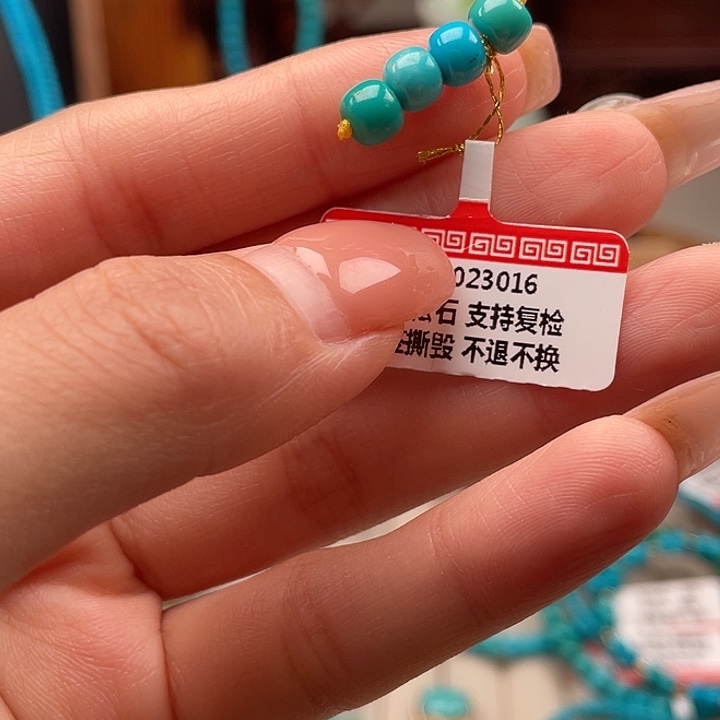 023016
石 支持复检
撕毁 不退不换